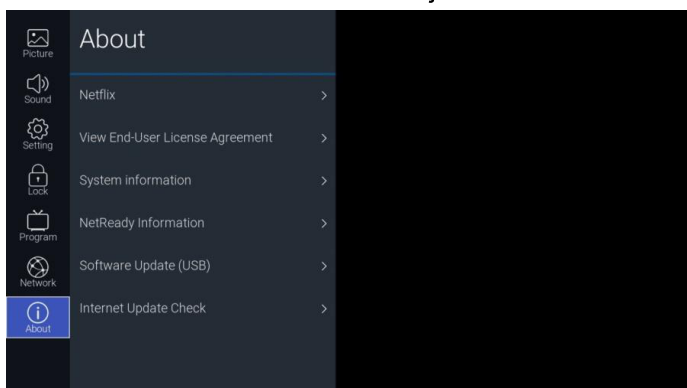 Picture
Sound
Setting
Lock
Program
Network
About
About
Netflix
View End-User License Agreement
System information
NetReady Information
Software Update (USB)
Internet Update Check